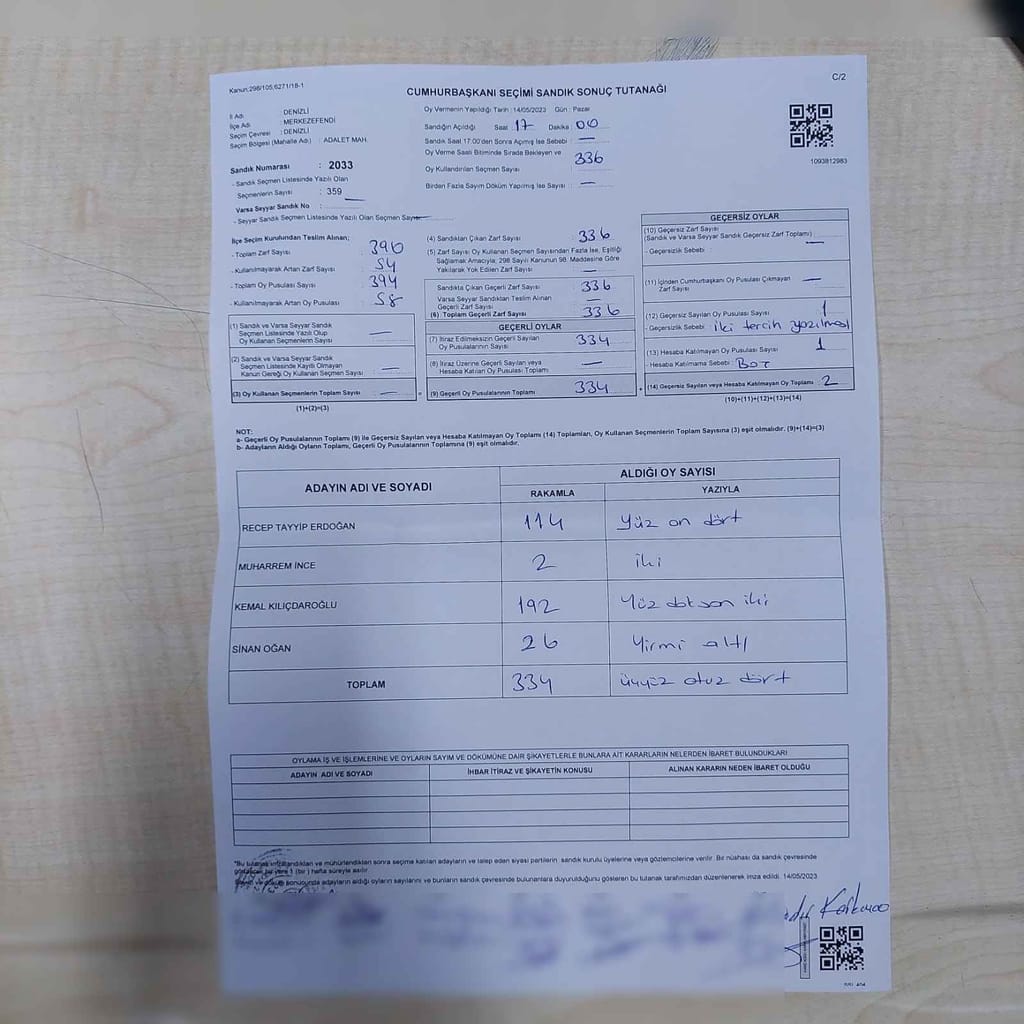 Kanun:298/105;6271/18-1
C/2
CUMHURBAŞKANI SEÇİMİ SANDIK SONUÇ TUTANAĞI
İl Adı : DENİZLİ
İlçe Adı : MERKEZEFENDİ
Seçim Çevresi : DENİZLİ
Seçim Bölgesi (Mahalle Adı) : ADALET MAH.
Sandık Numarası : 2033
- Sandık Seçmen Listesinde Yazılı Olan
Seçmenlerin Sayısı : 359
Varsa Seyyar Sandık No :
- Seyyar Sandık Seçmen Listesinde Yazılı Olan Seçmen Sayısı
Oy Vermenin Yapıldığı Tarih : 14/05/2023 Gün : Pazar
Sandığın Açıldığı Saat 17 Dakika : 00
Sandık Saat 17:00'den Sonra Açmış İse Sebebi : —
Oy Verme Saati Bitiminde Sırada Bekleyen ve
Oy Kullandırılan Seçmen Sayısı : 336
Birden Fazla Sayım Döküm Yapılmış İse Sayısı : —
1093812983
İlçe Seçim Kurulundan Teslim Alınan;
- Toplam Zarf Sayısı : 390
- Kullanılmayarak Artan Zarf Sayısı : 54
- Toplam Oy Pusulası Sayısı : 394
- Kullanılmayarak Artan Oy Pusulası : 58
(1) Sandık ve Varsa Seyyar Sandık
Seçmen Listesinde Yazılı Olup
Oy Kullanan Seçmenlerin Sayısı : —
(2) Sandık ve Varsa Seyyar Sandık
Seçmen Listesinde Kayıtlı Olmayan
Kanun Gereği Oy Kullanan Seçmen Sayısı : —
(3) Oy Kullanan Seçmenlerin Toplam Sayısı : —
(1)+(2)=(3)
(4) Sandıktan Çıkan Zarf Sayısı : 336
(5) Zarf Sayısı Oy Kullanan Seçmen Sayısından Fazla İse, Eşitliği
Sağlamak Amacıyla; 298 Sayılı Kanunun 98. Maddesine Göre
Yakılarak Yok Edilen Zarf Sayısı : —
Sandıkta Çıkan Geçerli Zarf Sayısı : 336
Varsa Seyyar Sandıktan Teslim Alınan
Geçerli Zarf Sayısı : —
(6) Toplam Geçerli Zarf Sayısı : 336
GEÇERLİ OYLAR
(7) İtiraz Edilmeksizin Geçerli Sayılan
Oy Pusulalarının Sayısı : 334
(8) İtiraz Üzerine Geçerli Sayılan veya
Hesaba Katılan Oy Pusulası Toplamı : —
= (9) Geçerli Oy Pusulalarının Toplamı : 334
GEÇERSİZ OYLAR
(10) Geçersiz Zarf Sayısı
(Sandık ve Varsa Seyyar Sandık Geçersiz Zarf Toplamı) : —
- Geçersizlik Sebebi :
(11) İçinden Cumhurbaşkanı Oy Pusulası Çıkmayan
Zarf Sayısı : —
(12) Geçersiz Sayılan Oy Pusulası Sayısı : 1
- Geçersizlik Sebebi : iki tercih yazılması
(13) Hesaba Katılmayan Oy Pusulası Sayısı : 1
- Hesaba Katılmama Sebebi : Boş
+ (14) Geçersiz Sayılan veya Hesaba Katılmayan Oy Toplamı : 2
(10)+(11)+(12)+(13)=(14)
NOT:
a- Geçerli Oy Pusulalarının Toplamı (9) ile Geçersiz Sayılan veya Hesaba Katılmayan Oy Toplamı (14) Toplamları, Oy Kullanan Seçmenlerin Toplam Sayısına (3) eşit olmalıdır. (9)+(14)=(3)
b- Adayların Aldığı Oyların Toplamı, Geçerli Oy Pusulalarının Toplamına (9) eşit olmalıdır.
ADAYIN ADI VE SOYADI ALDIĞI OY SAYISI
RAKAMLA YAZIYLA
RECEP TAYYİP ERDOĞAN 114 Yüz on dört
MUHARREM İNCE 2 iki
KEMAL KILIÇDAROĞLU 192 Yüz doksan iki
SİNAN OĞAN 26 Yirmi altı
TOPLAM 334 üçyüz otuz dört
OYLAMA İŞ VE İŞLEMLERİNE VE OYLARIN SAYIM VE DÖKÜMÜNE DAİR ŞİKAYETLERLE BUNLARA AİT KARARLARIN NELERDEN İBARET BULUNDUKLARI
ADAYIN ADI VE SOYADI İHBAR İTİRAZ VE ŞİKAYETİN KONUSU ALINAN KARARIN NEDEN İBARET OLDUĞU
*Bu tutanak imzalandıktan ve mühürlendikten sonra seçime katılan adayların ve talep eden siyasi partilerin sandık kurulu üyelerine veya gözlemcilerine verilir. Bir nüshası da sandık çevresinde
bir yere 1 (bir) hafta süreyle asılır.
ve döküm sonucunda adayların aldığı oyların sayılarını ve bunların sandık çevresinde bulunanlara duyurulduğunu gösteren bu tutanak tarafımızdan düzenlenerek imza edildi. 14/05/2023